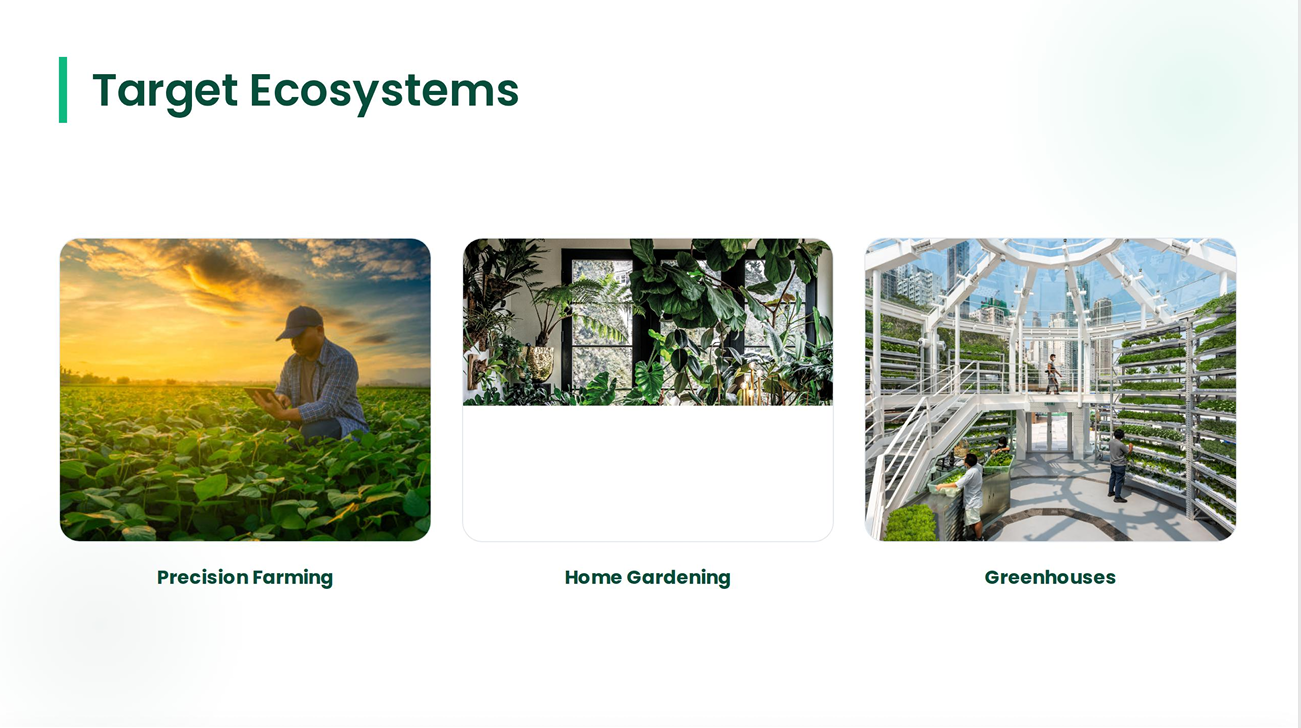 Target Ecosystems
Precision Farming
Home Gardening
Greenhouses